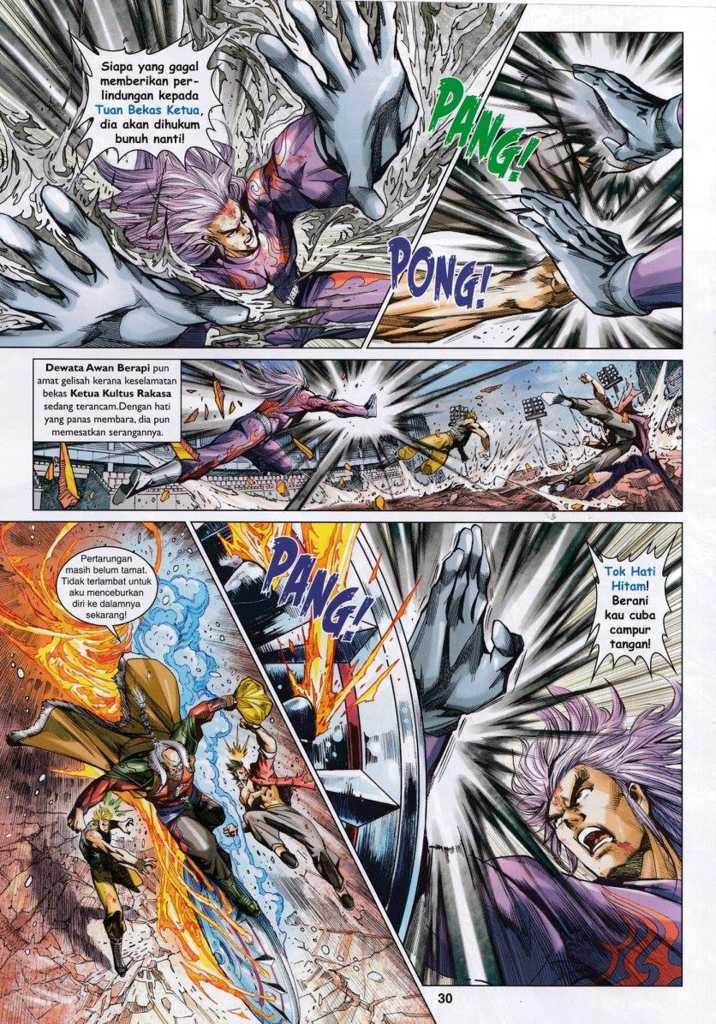 Siapa yang gagal
memberikan per-
lindungan kepada
Tuan Bekas Ketua,
dia akan dihukum
bunuh nanti!
PANG!
PONG!
Dewata Awan Berapi pun
amat gelisah kerana keselamatan
bekas Ketua Kultus Rakasa
sedang terancam.Dengan hati
yang panas membara, dia pun
memesatkan serangannya.
Pertarungan
masih belum tamat.
Tidak terlambat untuk
aku menceburkan
diri ke dalamnya
sekarang!
PANG!
Tok Hati
Hitam!
Berani
kau cuba
campur
tangan!
30